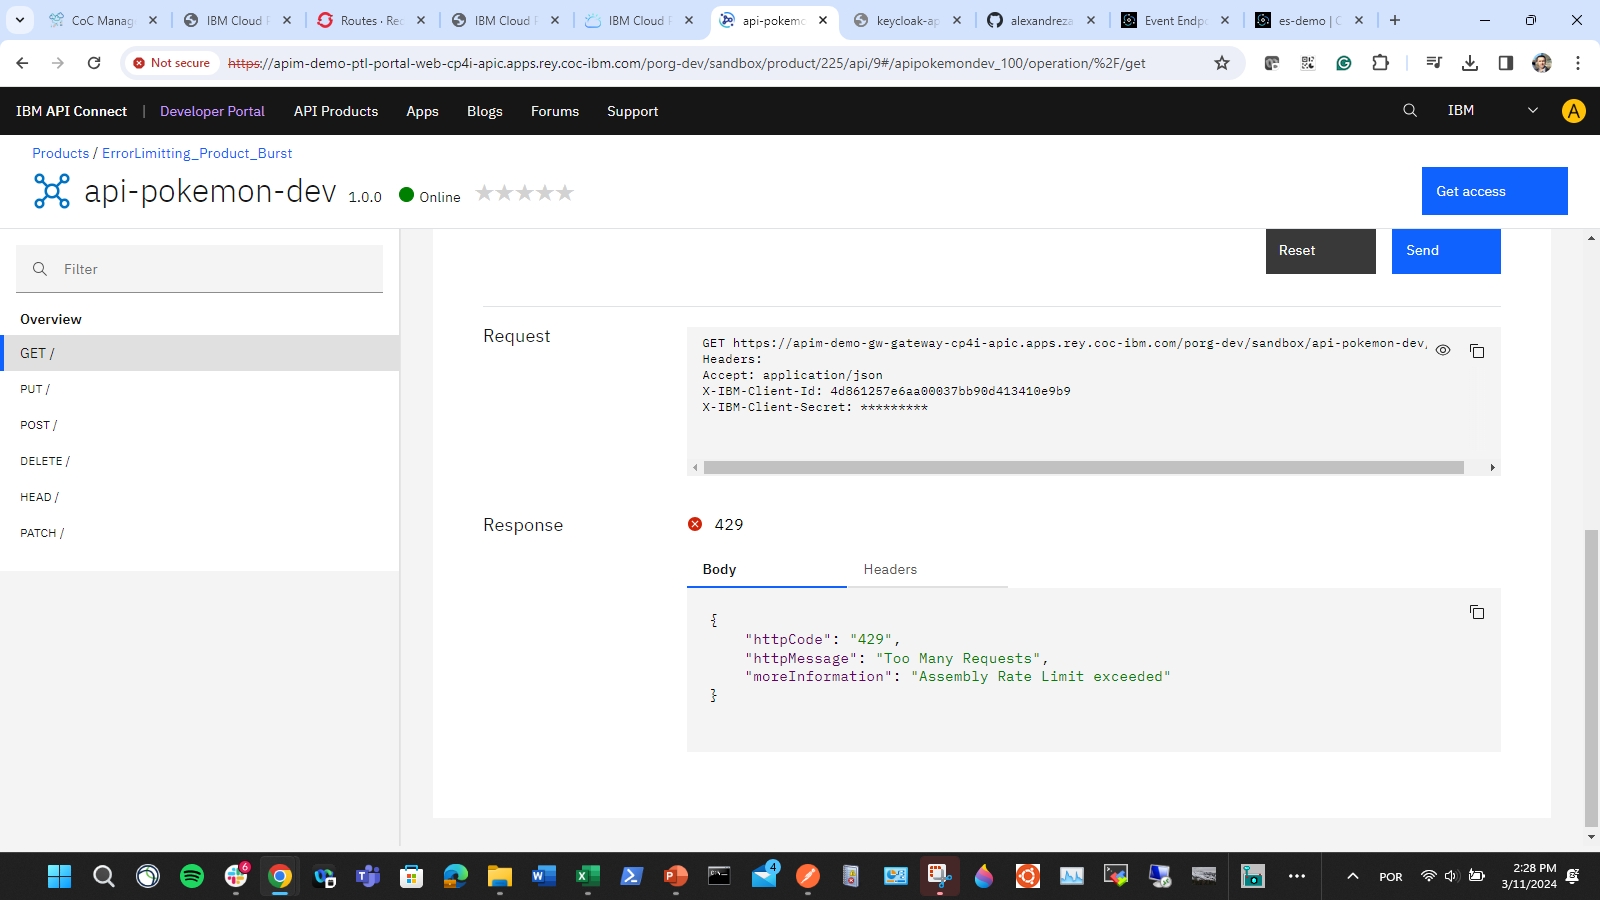 CoC Manag
IBM Cloud
Routes · Rec
IBM Cloud
IBM Cloud
api-pokemo
keycloak-ap
alexandreza
Event Endp
es-demo | C
Not secure
https://apim-demo-ptl-portal-web-cp4i-apic.apps.rey.coc-ibm.com/porg-dev/sandbox/product/225/api/9#/apipokemondev_100/operation/%2F/get
IBM API Connect | Developer Portal API Products Apps Blogs Forums Support IBM A
Products / ErrorLimitting_Product_Burst
api-pokemon-dev 1.0.0 Online
Get access
Filter
Overview
GET /
PUT /
POST /
DELETE /
HEAD /
PATCH /
Reset
Send
Request
GET https://apim-demo-gw-gateway-cp4i-apic.apps.rey.coc-ibm.com/porg-dev/sandbox/api-pokemon-dev/
Headers:
Accept: application/json
X-IBM-Client-Id: 4d861257e6aa00037bb90d413410e9b9
X-IBM-Client-Secret: *********
Response
429
Body
Headers
{
"httpCode": "429",
"httpMessage": "Too Many Requests",
"moreInformation": "Assembly Rate Limit exceeded"
}
6
4
POR
2:28 PM
3/11/2024